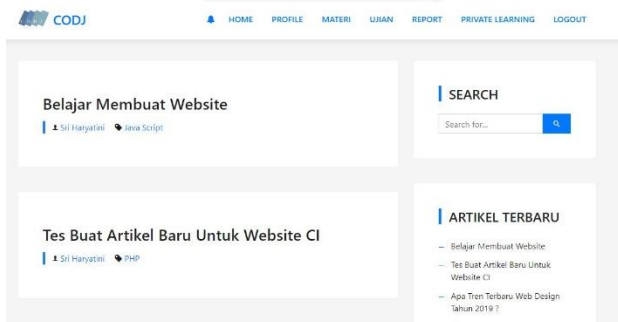 CODJ
HOME PROFILE MATERI UJIAN REPORT PRIVATE LEARNING LOGOUT
Belajar Membuat Website
Sri Haryatini Java Script
Tes Buat Artikel Baru Untuk Website CI
Sri Haryatini PHP
SEARCH
Search for...
ARTIKEL TERBARU
Belajar Membuat Website
Tes Buat Artikel Baru Untuk
Website CI
Apa Tren Terbaru Web Design
Tahun 2019 ?